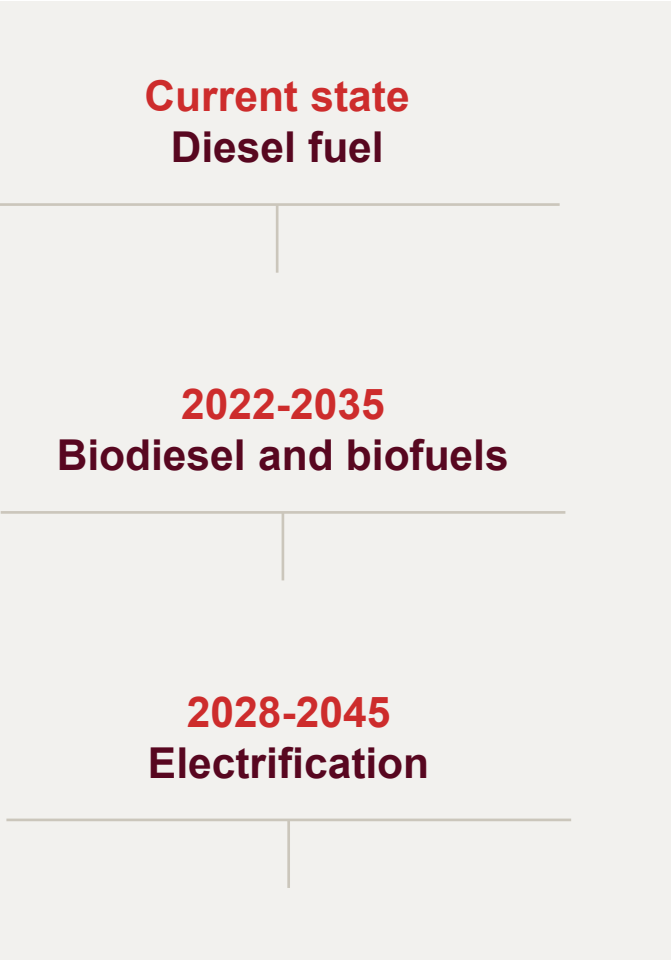 Current state
Diesel fuel
2022-2035
Biodiesel and biofuels
2028-2045
Electrification